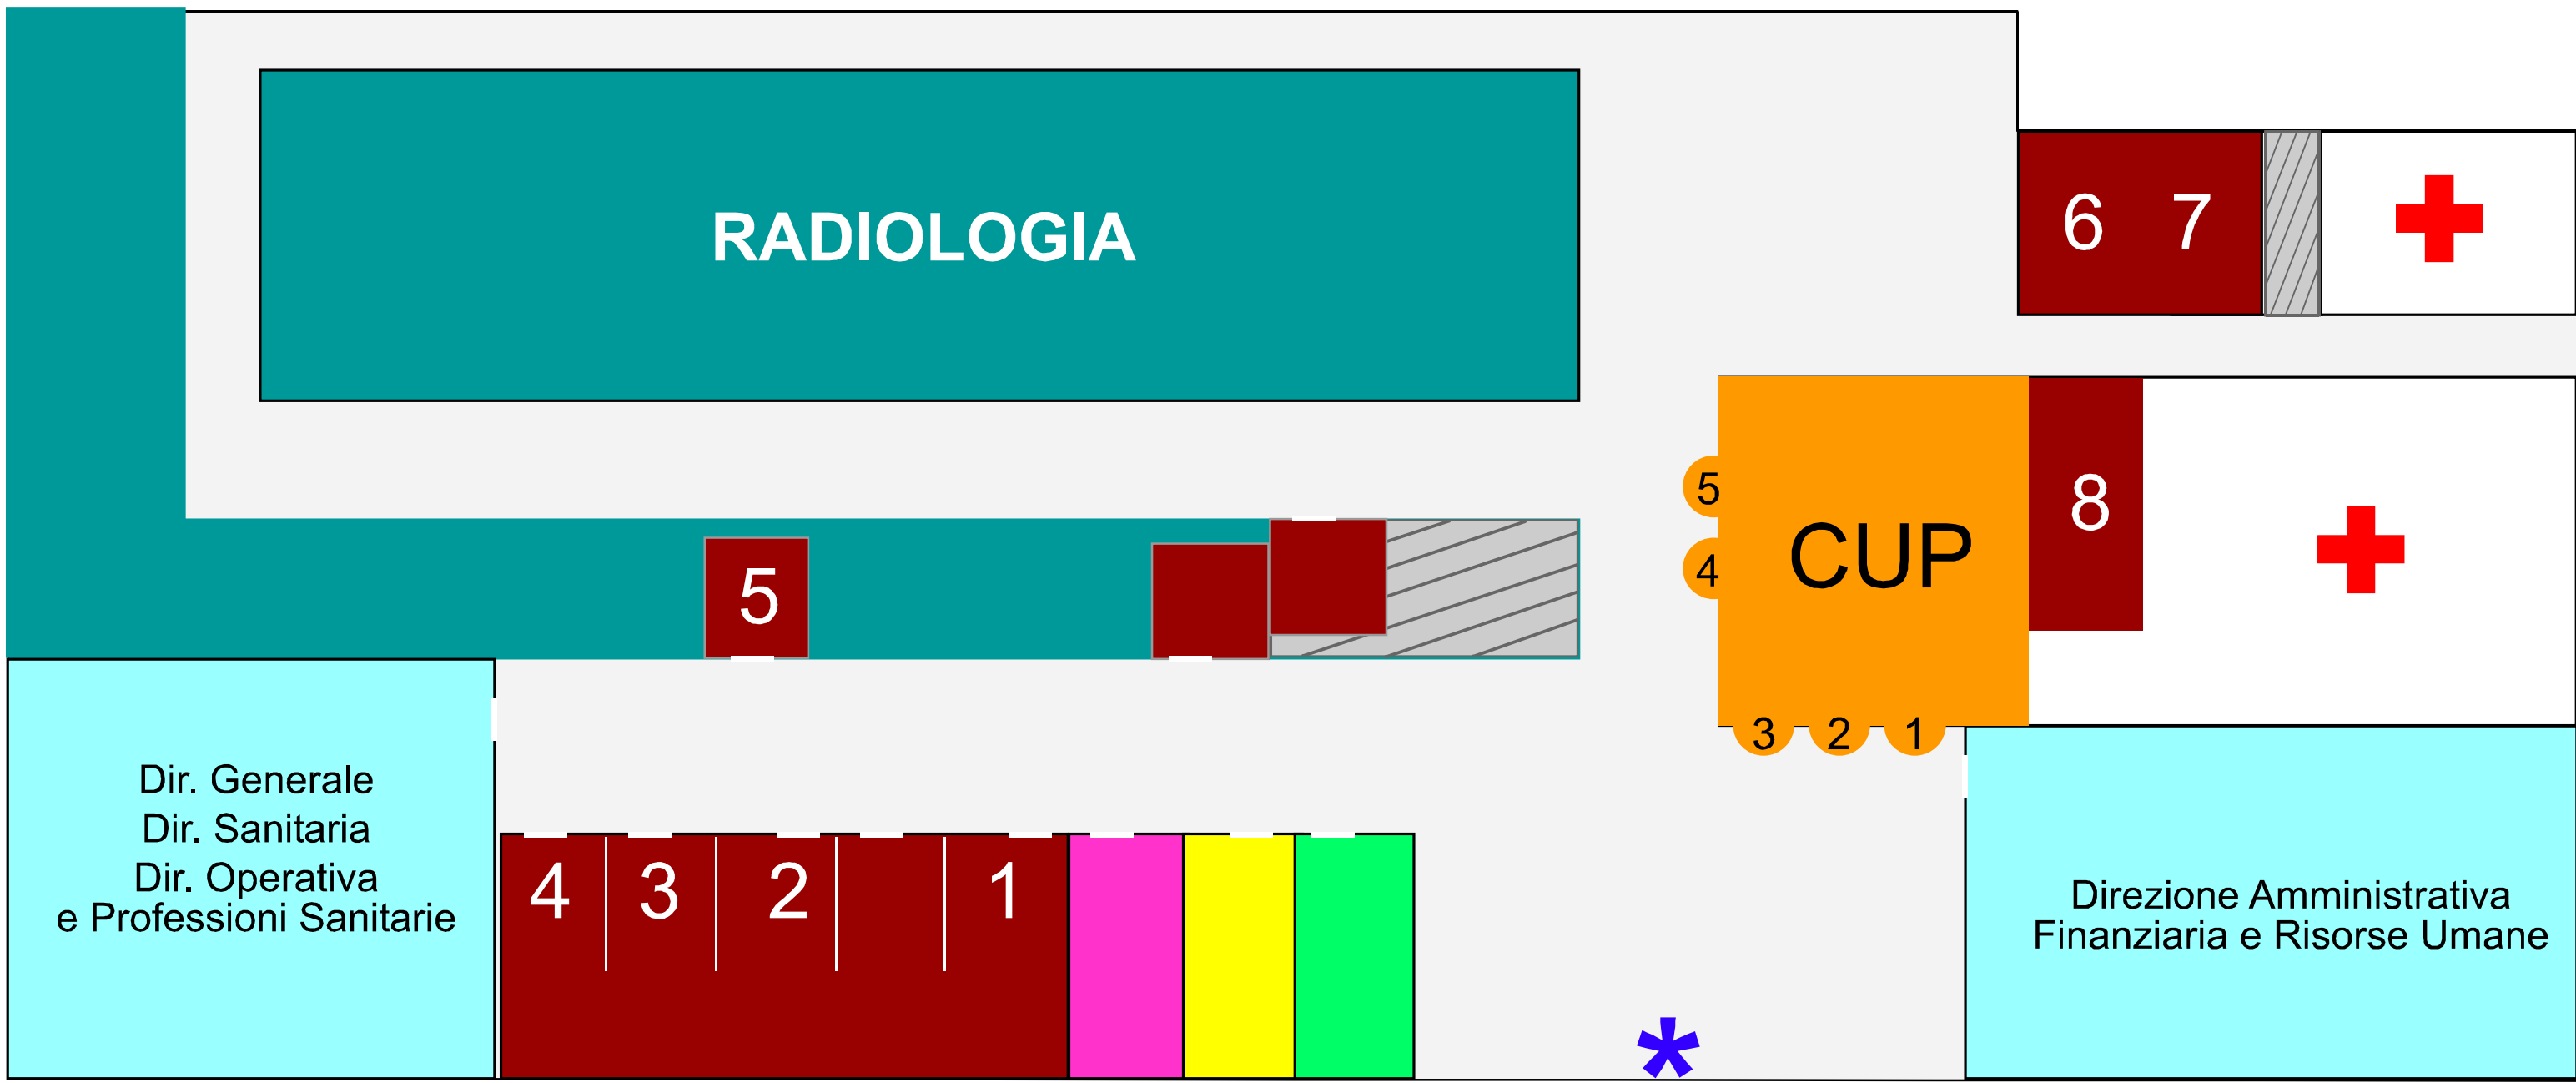 RADIOLOGIA
6 7
5
4
CUP
8
5
3 2 1
Dir. Generale
Dir. Sanitaria
Dir. Operativa
e Professioni Sanitarie
4 3 2 1
Direzione Amministrativa
Finanziaria e Risorse Umane
*